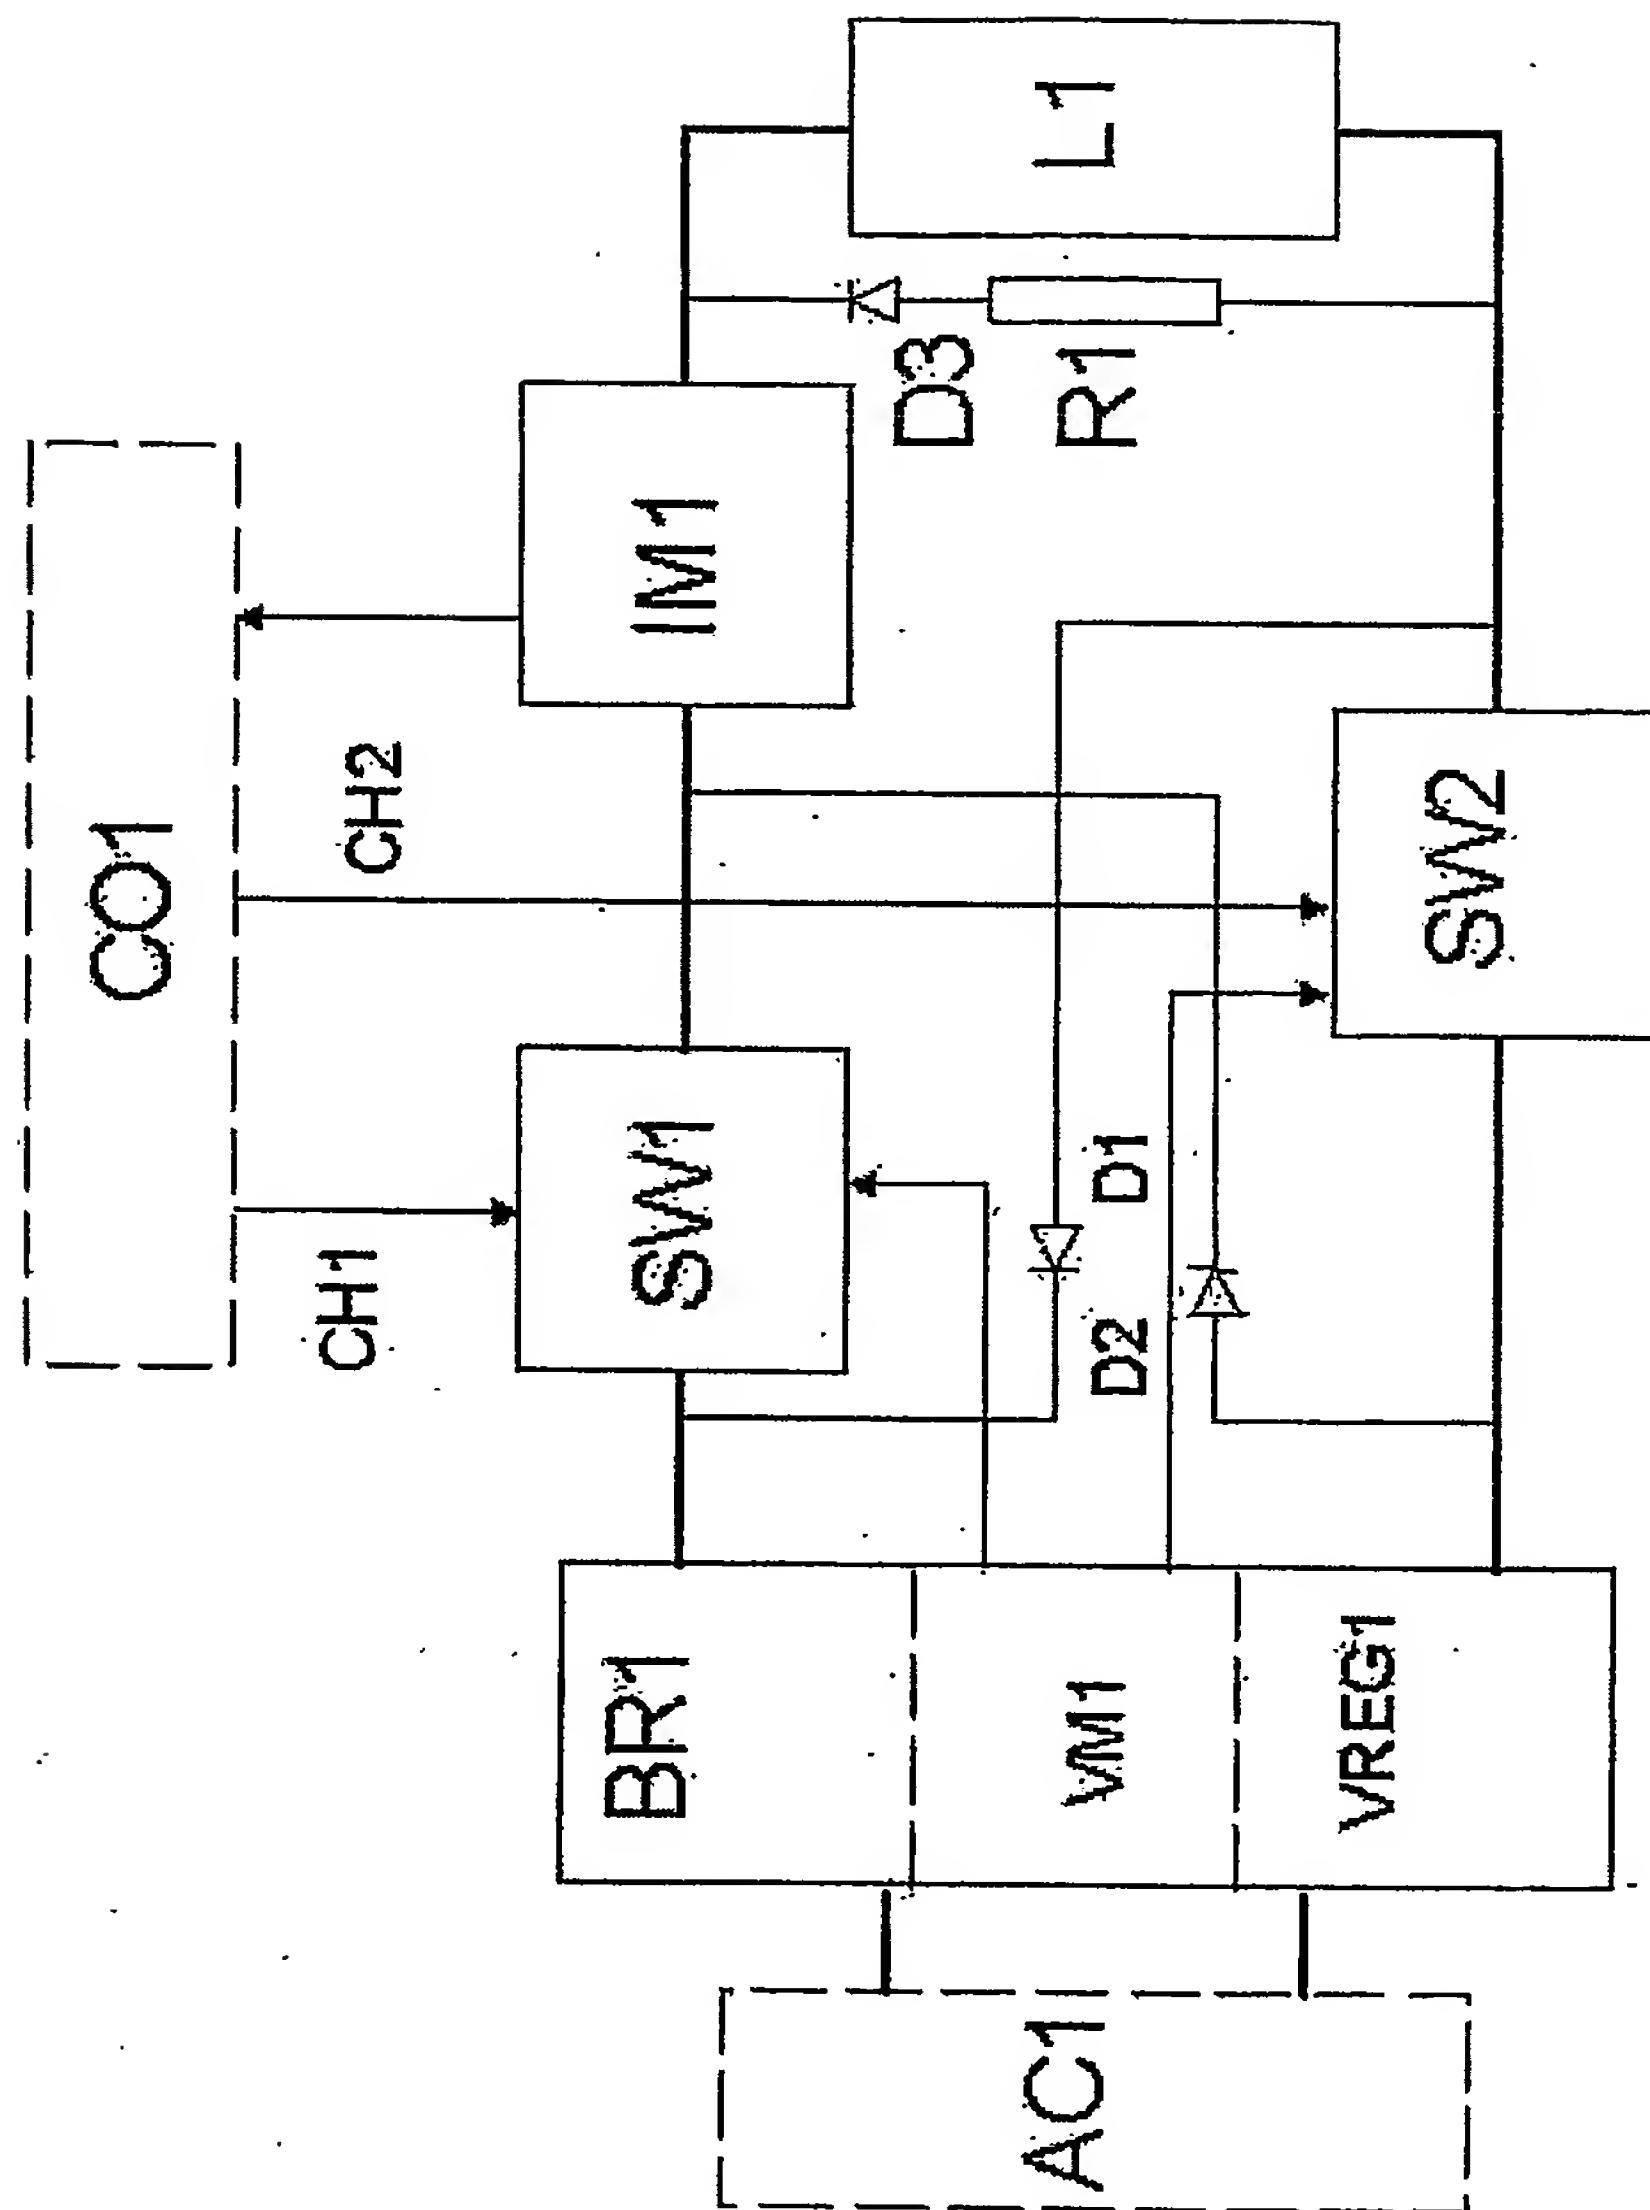 CO1
CH1
CH2
SW1
IM1
L1
D3
R1
D1
D2
SW2
BR1
VM1
VREG1
AC1